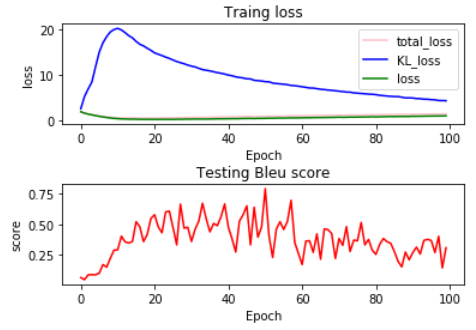 Traing loss
20
10
0
loss
total_loss
KL_loss
loss
0
20
40
60
80
100
Epoch
Testing Bleu score
0.75
0.50
0.25
score
0
20
40
60
80
100
Epoch